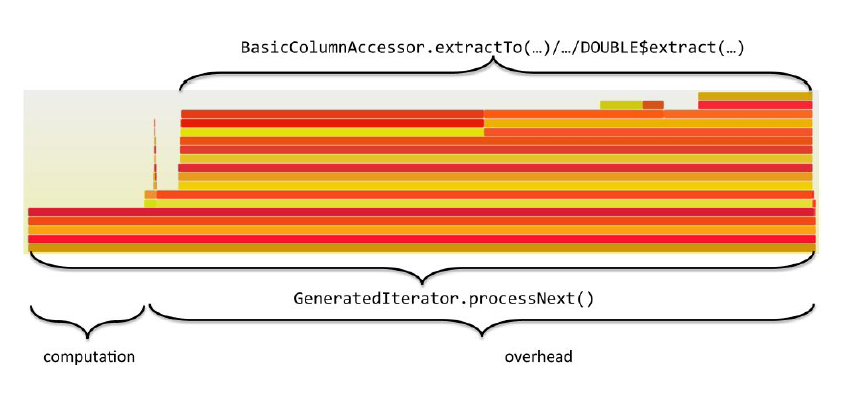 BasicColumnAccessor.extractTo(…)/…/DOUBLE$extract(…)
GeneratedIterator.processNext()
computation
overhead